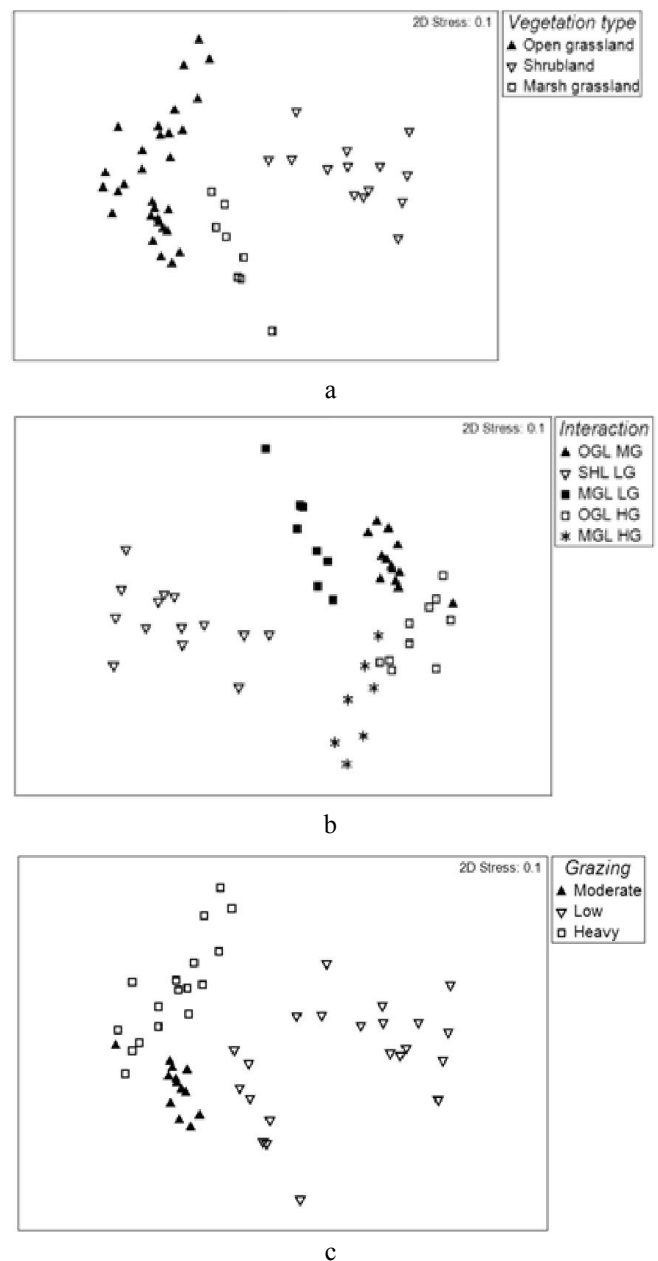 2D Stress: 0.1
Vegetation type
Open grassland
Shrubland
Marsh grassland
a
2D Stress: 0.1
Interaction
OGL MG
SHL LG
MGL LG
OGL HG
MGL HG
b
2D Stress: 0.1
Grazing
Moderate
Low
Heavy
c